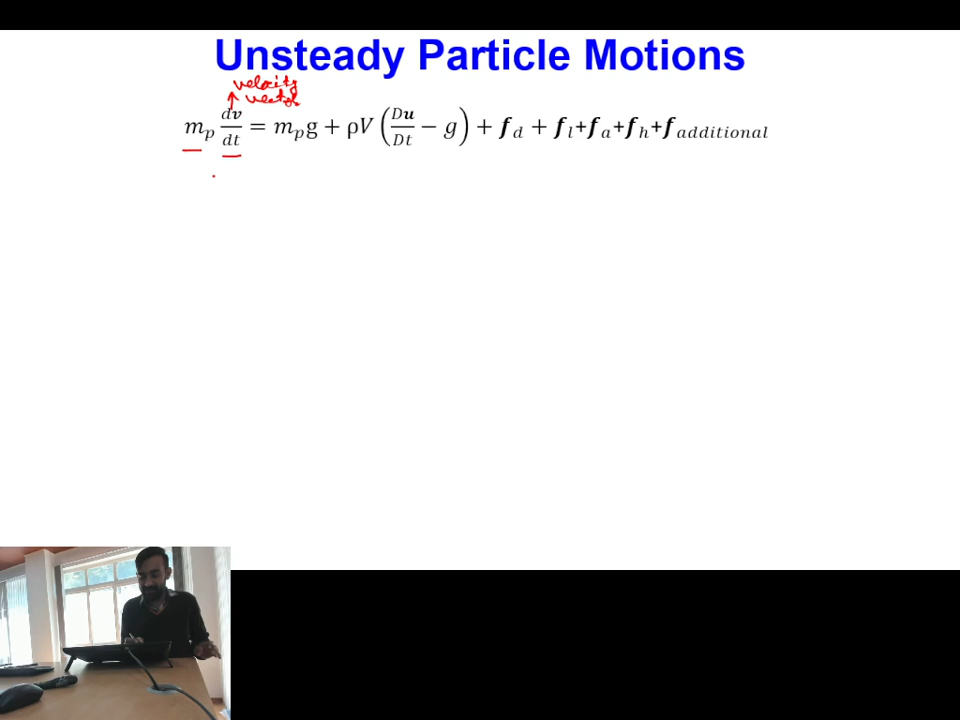 Unsteady Particle Motions
velocity
vector
m_p d𝒗/dt = m_p g + ρV (D𝒖/Dt − g) + 𝒇_d + 𝒇_l+𝒇_a+𝒇_h+𝒇_additional